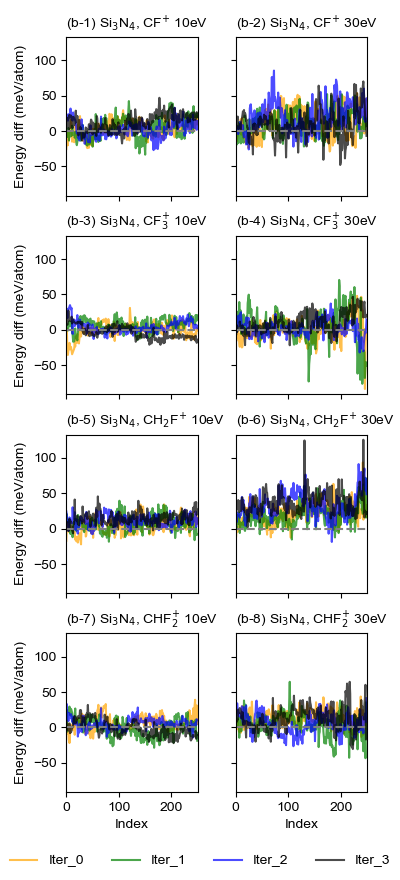 (b-1) Si₃N₄, CF⁺ 10eV
(b-2) Si₃N₄, CF⁺ 30eV
Energy diff (meV/atom)
100
50
0
−50
0
200
(b-3) Si₃N₄, CF₃⁺ 10eV
(b-4) Si₃N₄, CF₃⁺ 30eV
Energy diff (meV/atom)
100
50
0
−50
(b-5) Si₃N₄, CH₂F⁺ 10eV
(b-6) Si₃N₄, CH₂F⁺ 30eV
Energy diff (meV/atom)
100
50
0
−50
(b-7) Si₃N₄, CHF₂⁺ 10eV
(b-8) Si₃N₄, CHF₂⁺ 30eV
Energy diff (meV/atom)
100
50
0
−50
0 100 200
0 100 200
Index
Index
Iter_0 Iter_1 Iter_2 Iter_3